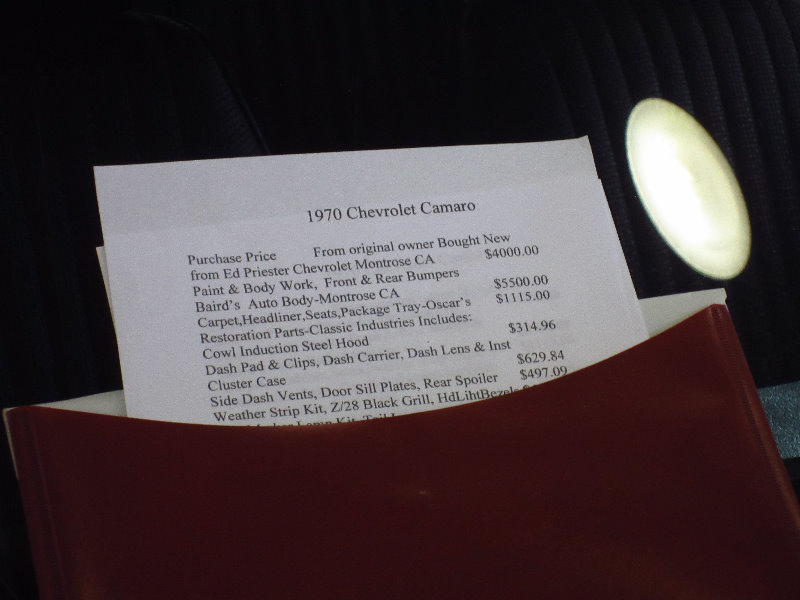 1970 Chevrolet Camaro
Purchase Price From original owner Bought New
from Ed Priester Chevrolet Montrose CA $4000.00
Paint & Body Work, Front & Rear Bumpers
Baird's Auto Body-Montrose CA $5500.00
Carpet,Headliner,Seats,Package Tray-Oscar's $1115.00
Restoration Parts-Classic Industries Includes:
Cowl Induction Steel Hood $314.96
Dash Pad & Clips, Dash Carrier, Dash Lens & Inst
Cluster Case $629.84
Side Dash Vents, Door Sill Plates, Rear Spoiler $497.09
Weather Strip Kit, Z/28 Black Grill, HdLihtBezels
Lamp Kit, Tail